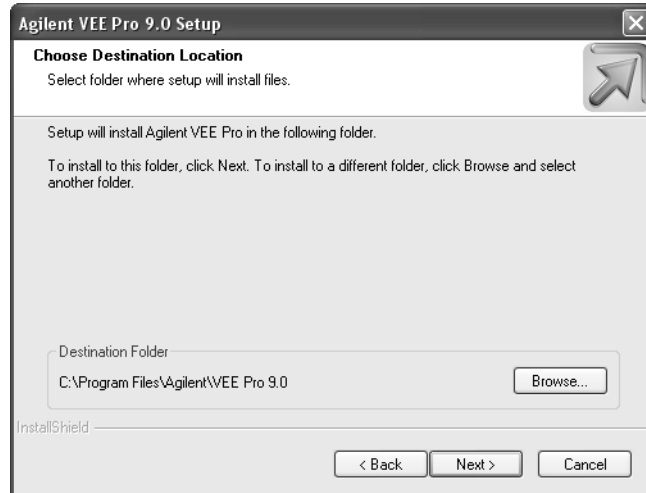 Agilent VEE Pro 9.0 Setup
Choose Destination Location
Select folder where setup will install files.
Setup will install Agilent VEE Pro in the following folder.
To install to this folder, click Next. To install to a different folder, click Browse and select
another folder.
Destination Folder
C:\Program Files\Agilent\VEE Pro 9.0
Browse...
InstallShield
< Back
Next >
Cancel